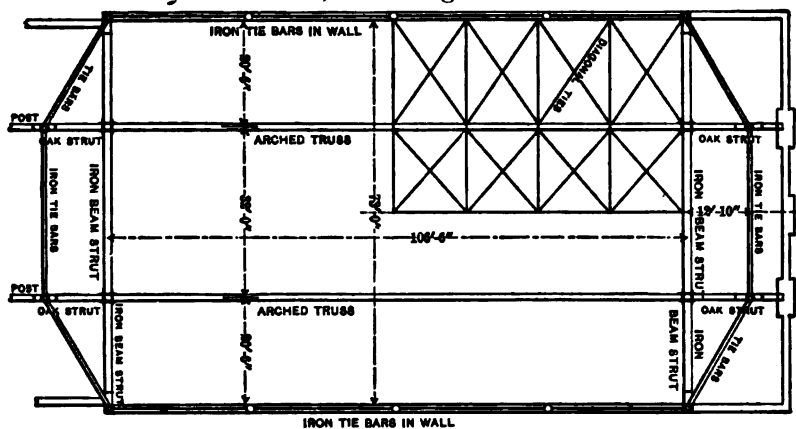 IRON TIE BARS IN WALL
TIE BARS
DIAGONAL TIES
POST
OAK STRUT
ARCHED TRUSS
OAK STRUT
IRON TIE BARS
IRON BEAM STRUT
73'-0"
IRON BEAM STRUT
12'-10"
IRON TIE BARS
106'-6"
POST
OAK STRUT
ARCHED TRUSS
OAK STRUT
IRON BEAM STRUT
BEAM STRUT
IRON
TIE BARS
IRON TIE BARS IN WALL